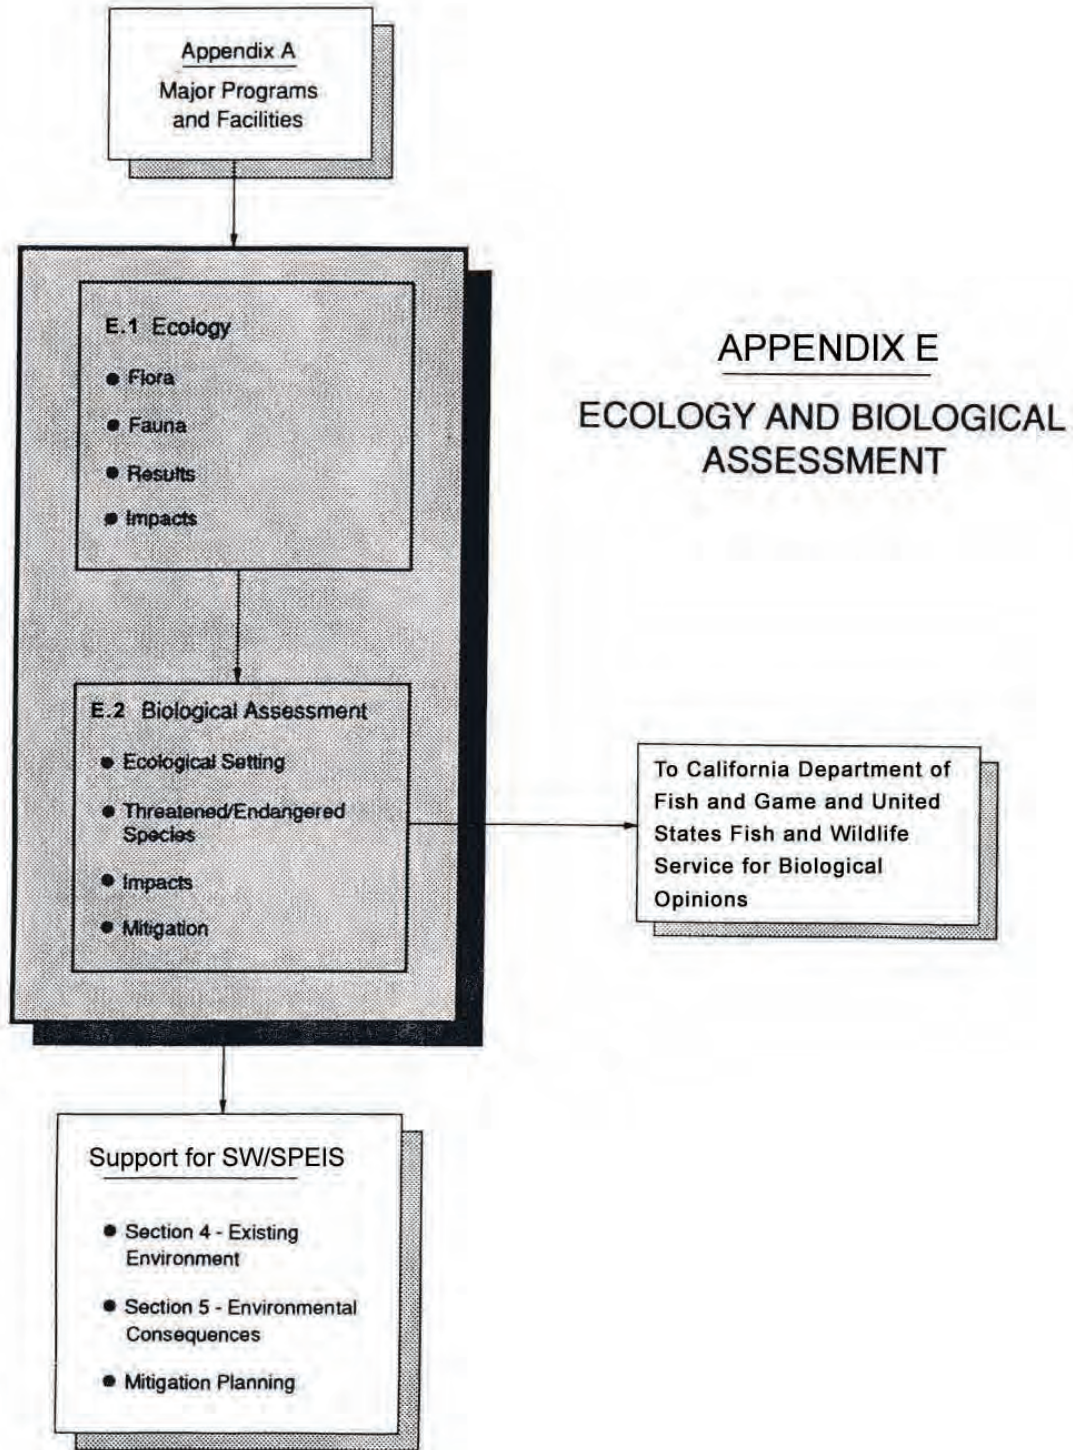 Appendix A
Major Programs
and Facilities
E.1 Ecology
● Flora
● Fauna
● Results
● Impacts
APPENDIX E
ECOLOGY AND BIOLOGICAL
ASSESSMENT
E.2 Biological Assessment
● Ecological Setting
● Threatened/Endangered
Species
● Impacts
● Mitigation
To California Department of
Fish and Game and United
States Fish and Wildlife
Service for Biological
Opinions
Support for SW/SPEIS
● Section 4 - Existing
Environment
● Section 5 - Environmental
Consequences
● Mitigation Planning